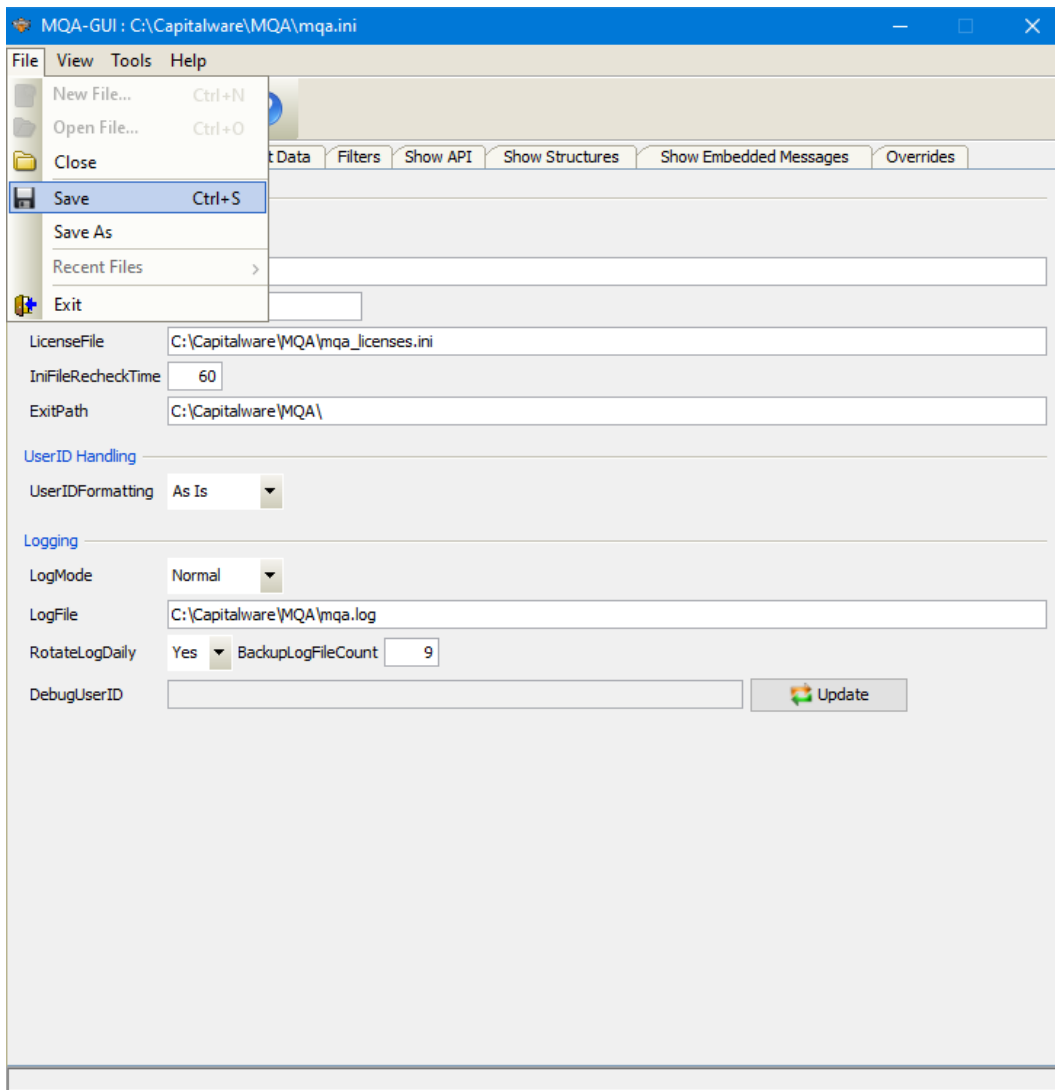 MQA-GUI : C:\Capitalware\MQA\mqa.ini
File View Tools Help
New File... Ctrl+N
Open File... Ctrl+O
Close
Data Filters Show API Show Structures Show Embedded Messages Overrides
Save Ctrl+S
Save As
Recent Files
Exit
LicenseFile C:\Capitalware\MQA\mqa_licenses.ini
IniFileRecheckTime 60
ExitPath C:\Capitalware\MQA\
UserID Handling
UserIDFormatting As Is
Logging
LogMode Normal
LogFile C:\Capitalware\MQA\mqa.log
RotateLogDaily Yes BackupLogFileCount 9
DebugUserID Update